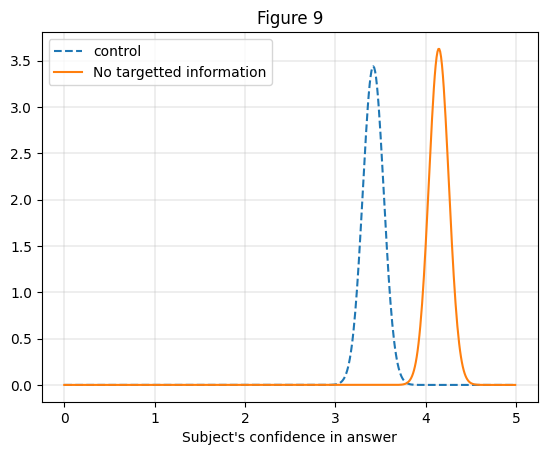 Figure 9
control
No targetted information
3.5
3.0
2.5
2.0
1.5
1.0
0.5
0.0
0 1 2 3 4 5
Subject's confidence in answer